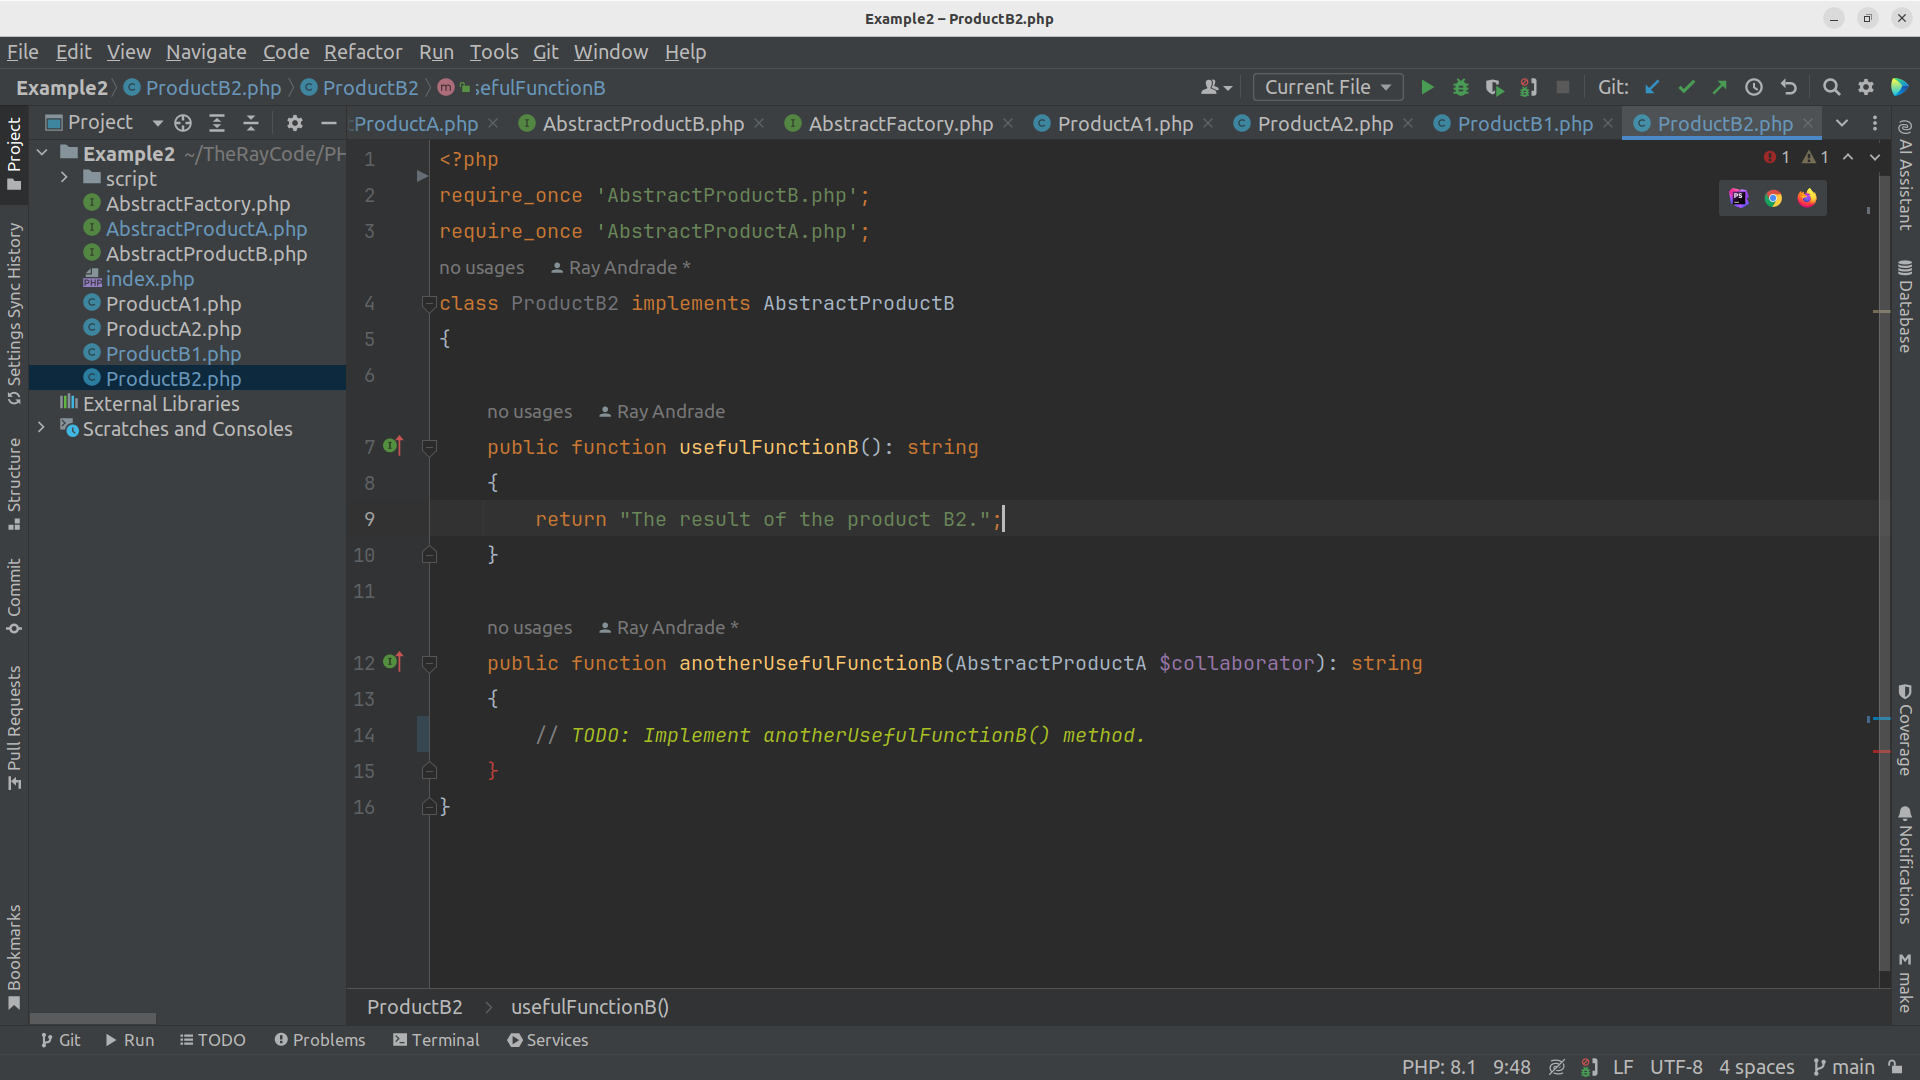 Example2 – ProductB2.php
File Edit View Navigate Code Refactor Run Tools Git Window Help
Example2 ProductB2.php ProductB2 m sefulFunctionB Current File Git:
Project
ProductA.php AbstractProductB.php AbstractFactory.php ProductA1.php ProductA2.php ProductB1.php ProductB2.php
Example2 ~/TheRayCode/PH
script
AbstractFactory.php
AbstractProductA.php
AbstractProductB.php
index.php
ProductA1.php
ProductA2.php
ProductB1.php
ProductB2.php
External Libraries
Scratches and Consoles
1 1
1 <?php
2 require_once 'AbstractProductB.php';
3 require_once 'AbstractProductA.php';
no usages Ray Andrade *
4 class ProductB2 implements AbstractProductB
5 {
6
no usages Ray Andrade
7 public function usefulFunctionB(): string
8 {
9 return "The result of the product B2.";
10 }
11
no usages Ray Andrade *
12 public function anotherUsefulFunctionB(AbstractProductA $collaborator): string
13 {
14 // TODO: Implement anotherUsefulFunctionB() method.
15 }
16 }
Project
Settings Sync History
Structure
Commit
Pull Requests
Bookmarks
AI Assistant
Database
Coverage
Notifications
M make
ProductB2 usefulFunctionB()
Git Run TODO Problems Terminal Services
PHP: 8.1 9:48 LF UTF-8 4 spaces main